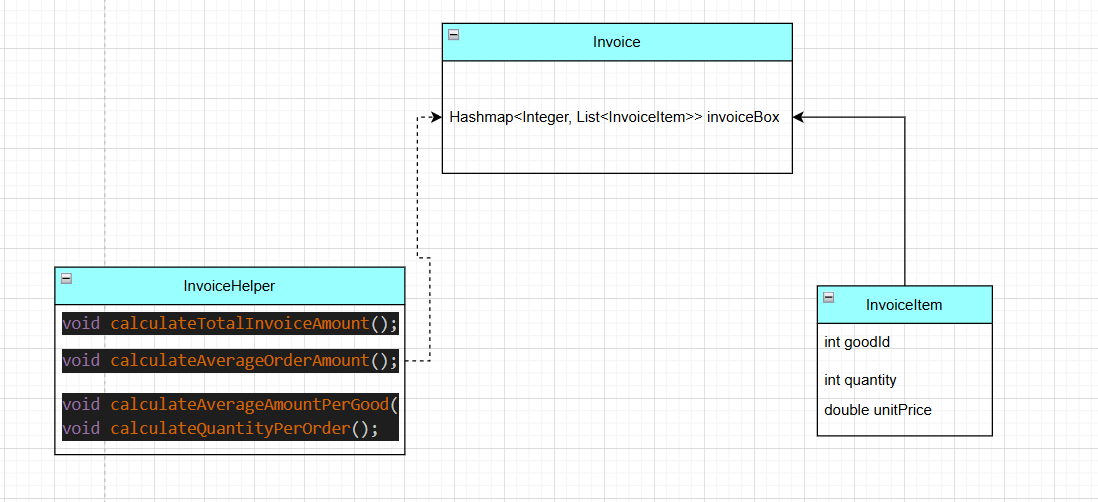 Invoice
Hashmap<Integer, List<InvoiceItem>> invoiceBox
InvoiceHelper
void calculateTotalInvoiceAmount();
void calculateAverageOrderAmount();
void calculateAverageAmountPerGood(
void calculateQuantityPerOrder();
InvoiceItem
int goodId
int quantity
double unitPrice